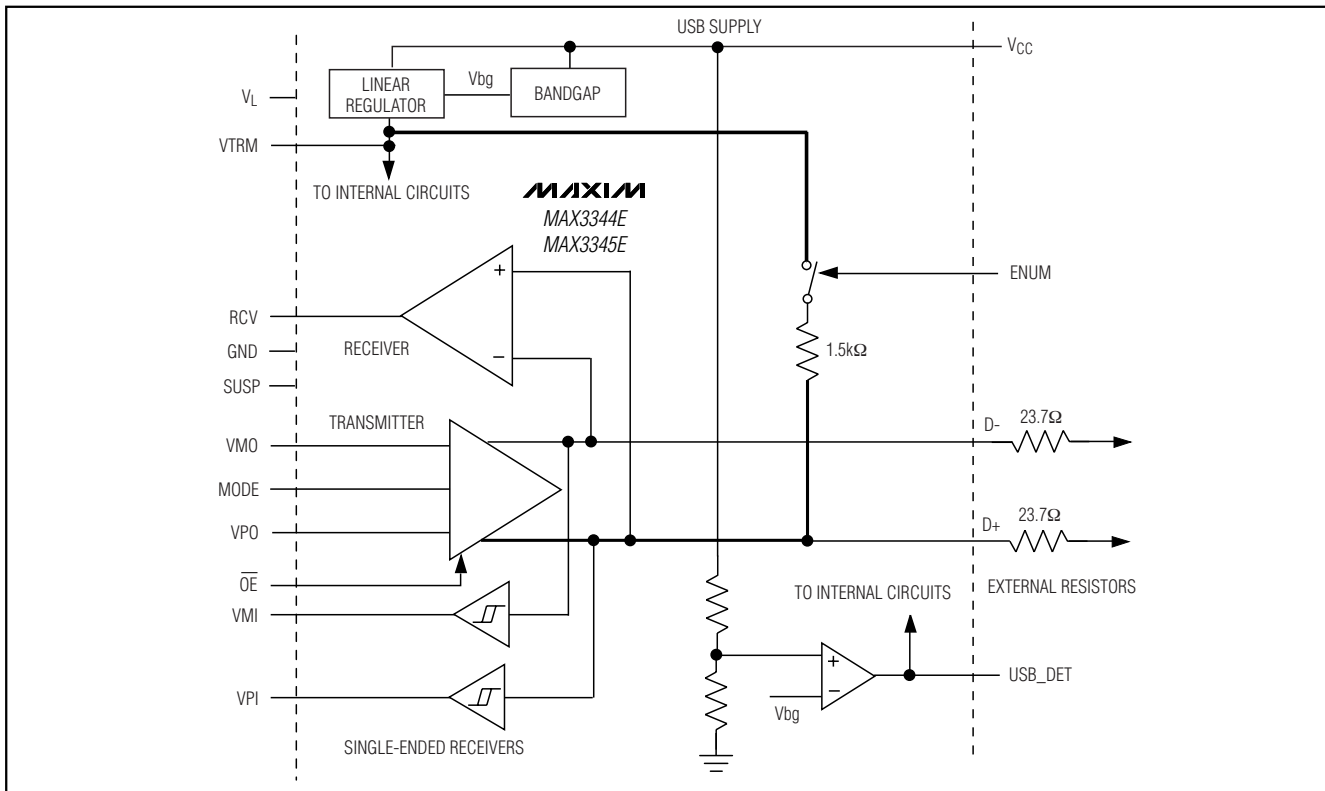 USB SUPPLY
VCC
LINEAR
REGULATOR
Vbg
BANDGAP
VL
VTRM
TO INTERNAL CIRCUITS
MAXIM
MAX3344E
MAX3345E
ENUM
RCV
RECEIVER
+
−
1.5kΩ
GND
SUSP
TRANSMITTER
D-
23.7Ω
VMO
MODE
VPO
D+
23.7Ω
OE
TO INTERNAL CIRCUITS
EXTERNAL RESISTORS
VMI
+
−
USB_DET
VPI
Vbg
SINGLE-ENDED RECEIVERS